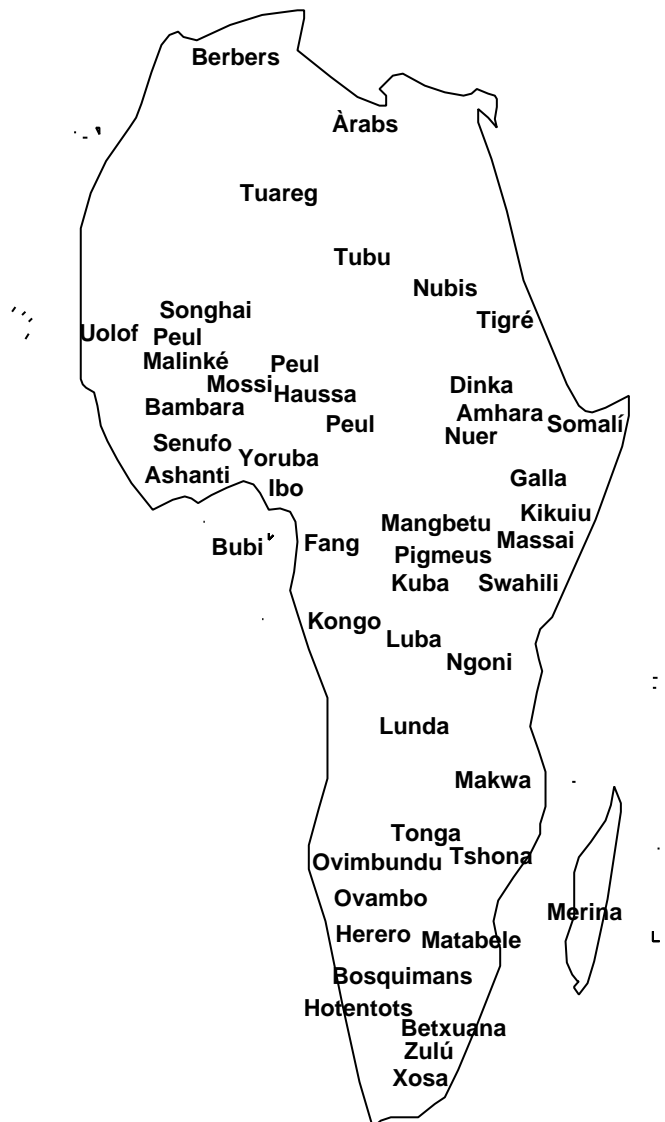 Berbers
Àrabs
Tuareg
Tubu
Nubis
Songhai
Tigré
Uolof
Peul
Malinké
Peul
Mossi
Haussa
Dinka
Bambara
Amhara
Peul
Somalí
Nuer
Senufo
Yoruba
Ashanti
Galla
Ibo
Kikuiu
Mangbetu
Massai
Bubi
Fang
Pigmeus
Kuba
Swahili
Kongo
Luba
Ngoni
Lunda
Makwa
Tonga
Tshona
Ovimbundu
Ovambo
Merina
Herero
Matabele
Bosquimans
Hotentots
Betxuana
Zulú
Xosa